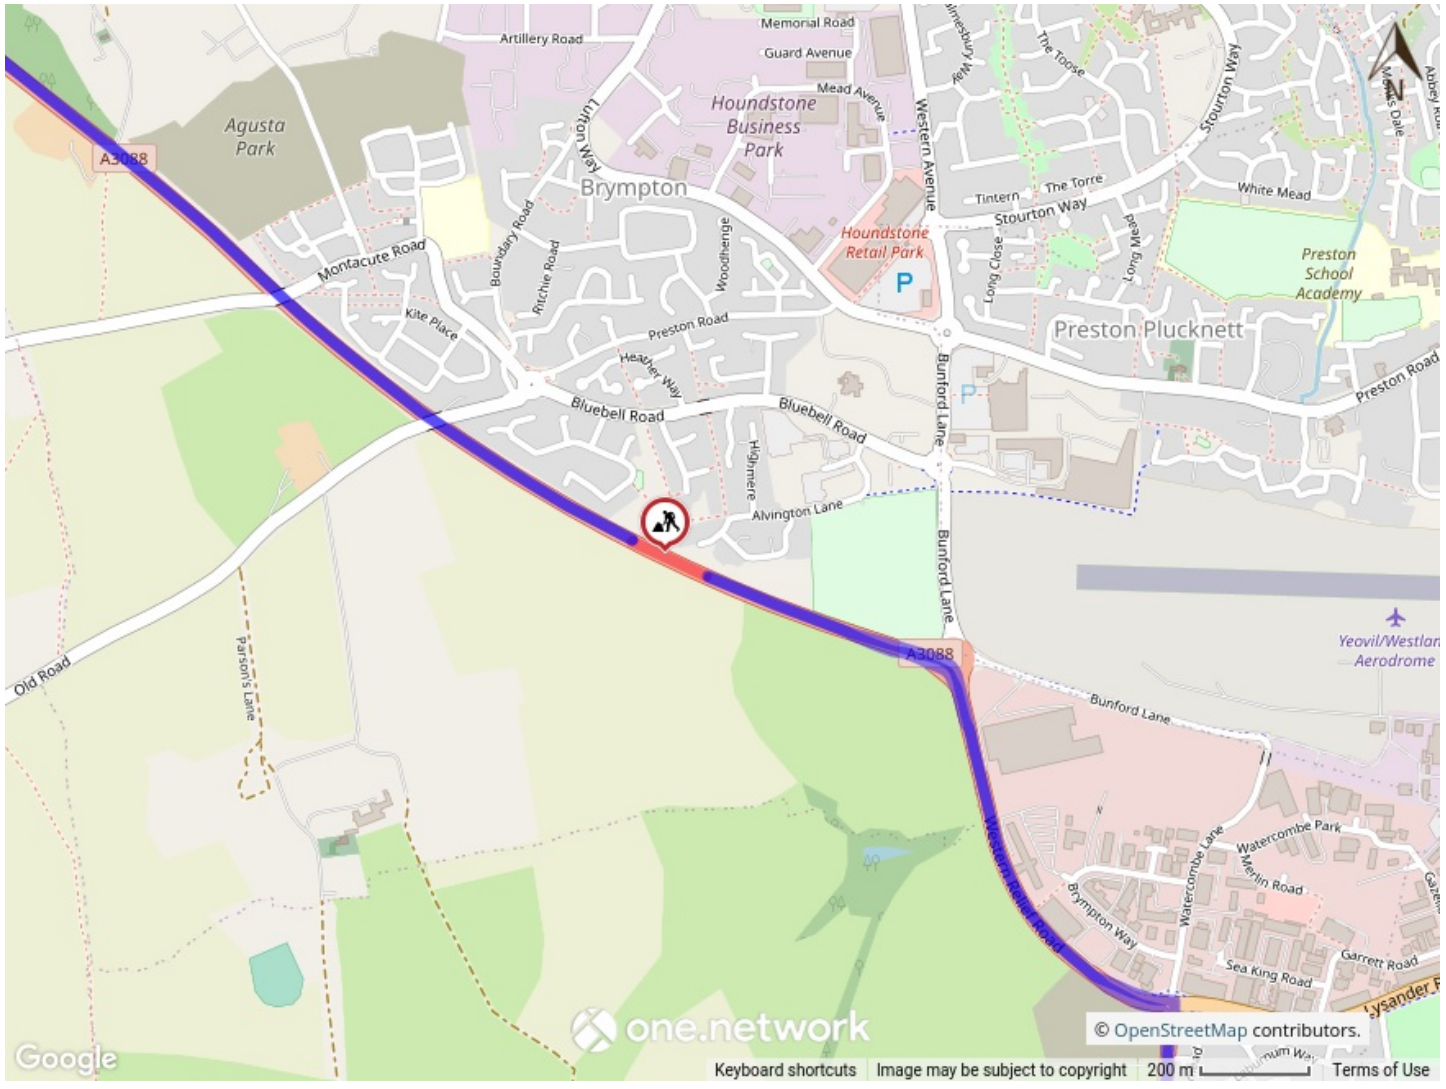 Memorial Road
Artillery Road
Guard Avenue
The Toose
Stourton Way
Mead Avenue
Houndstone
Business
Park
Agusta
Park
Lufton Way
Western Avenue
N
A3088
Brympton
Tintern
The Torre
White Mead
Stourton Way
Houndstone
Retail Park
P
Long Close
Long Mead
Preston
School
Academy
Boundary Road
Ritchie Road
Woodhenge
Montacute Road
Kite Place
Preston Road
Preston Plucknett
Heather Way
Bluebell Road
Bluebell Road
Bunford Lane
P
Preston Road
Highmere
Alvington Lane
Bunford Lane
Old Road
Parson's Lane
A3088
Yeovil/Westlan
Aerodrome
Bunford Lane
Western Relief Road
Watercombe Lane
Watercombe Park
Merlin Road
Brympton Way
Garrett Road
Sea King Road
Lysander R
one.network
© OpenStreetMap contributors.
Google
Keyboard shortcuts
Image may be subject to copyright
200 m
Terms of Use